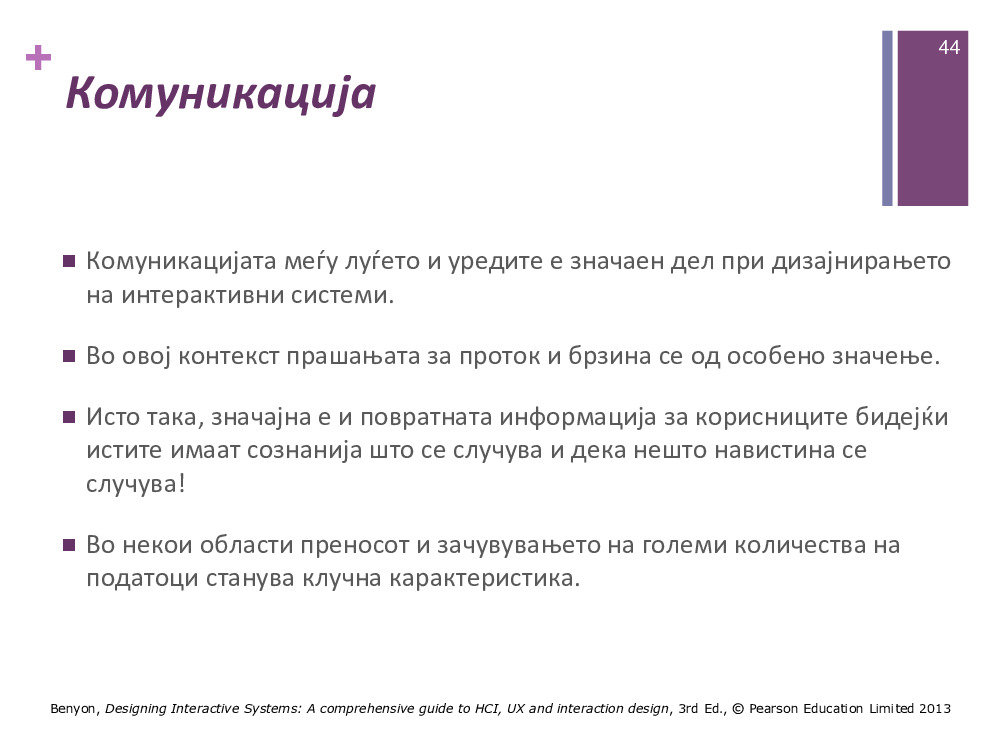 44
+
Комуникација
Комуникацијата меѓу луѓето и уредите е значаен дел при дизајнирањето
на интерактивни системи.
Во овој контекст прашањата за проток и брзина се од особено значење.
Исто така, значајна е и повратната информација за корисниците бидејќи
истите имаат сознанија што се случува и дека нешто навистина се
случува!
Во некои области преносот и зачувувањето на големи количества на
податоци станува клучна карактеристика.
Benyon, Designing Interactive Systems: A comprehensive guide to HCI, UX and interaction design, 3rd Ed., © Pearson Education Limited 2013